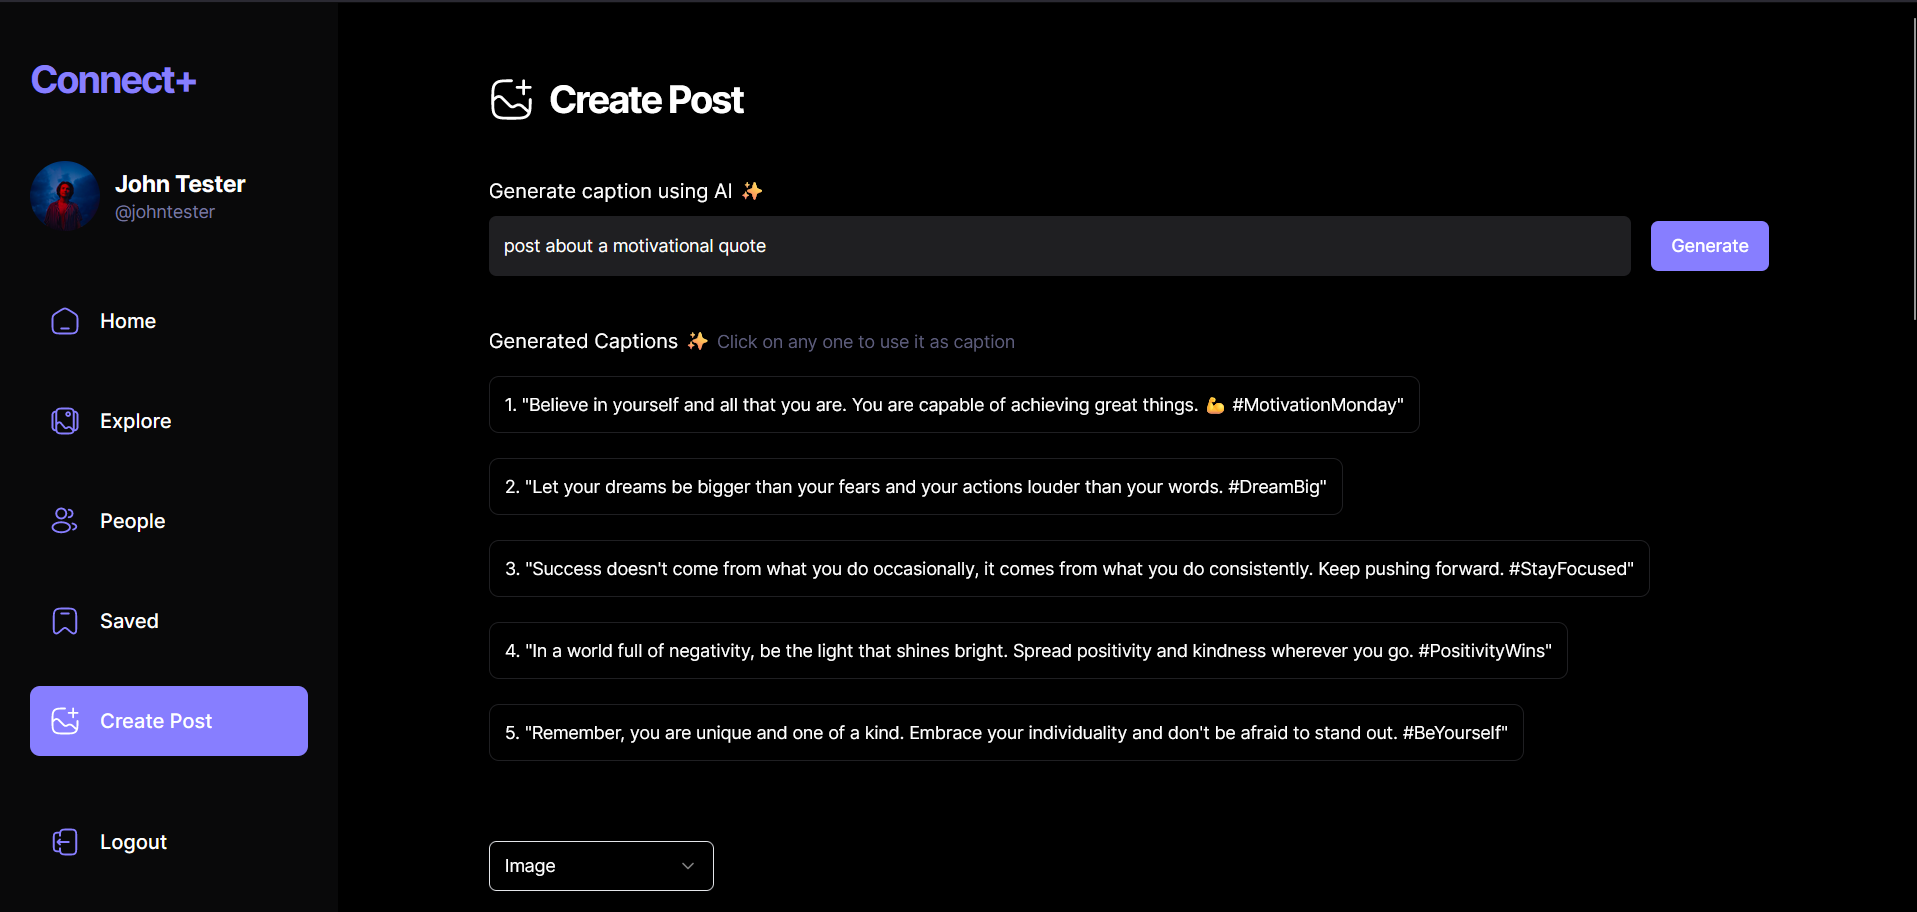 Connect+
John Tester
@johntester
Home
Explore
People
Saved
Create Post
Logout
Create Post
Generate caption using AI ✨
post about a motivational quote
Generate
Generated Captions ✨ Click on any one to use it as caption
1. "Believe in yourself and all that you are. You are capable of achieving great things. 💪 #MotivationMonday"
2. "Let your dreams be bigger than your fears and your actions louder than your words. #DreamBig"
3. "Success doesn't come from what you do occasionally, it comes from what you do consistently. Keep pushing forward. #StayFocused"
4. "In a world full of negativity, be the light that shines bright. Spread positivity and kindness wherever you go. #PositivityWins"
5. "Remember, you are unique and one of a kind. Embrace your individuality and don't be afraid to stand out. #BeYourself"
Image